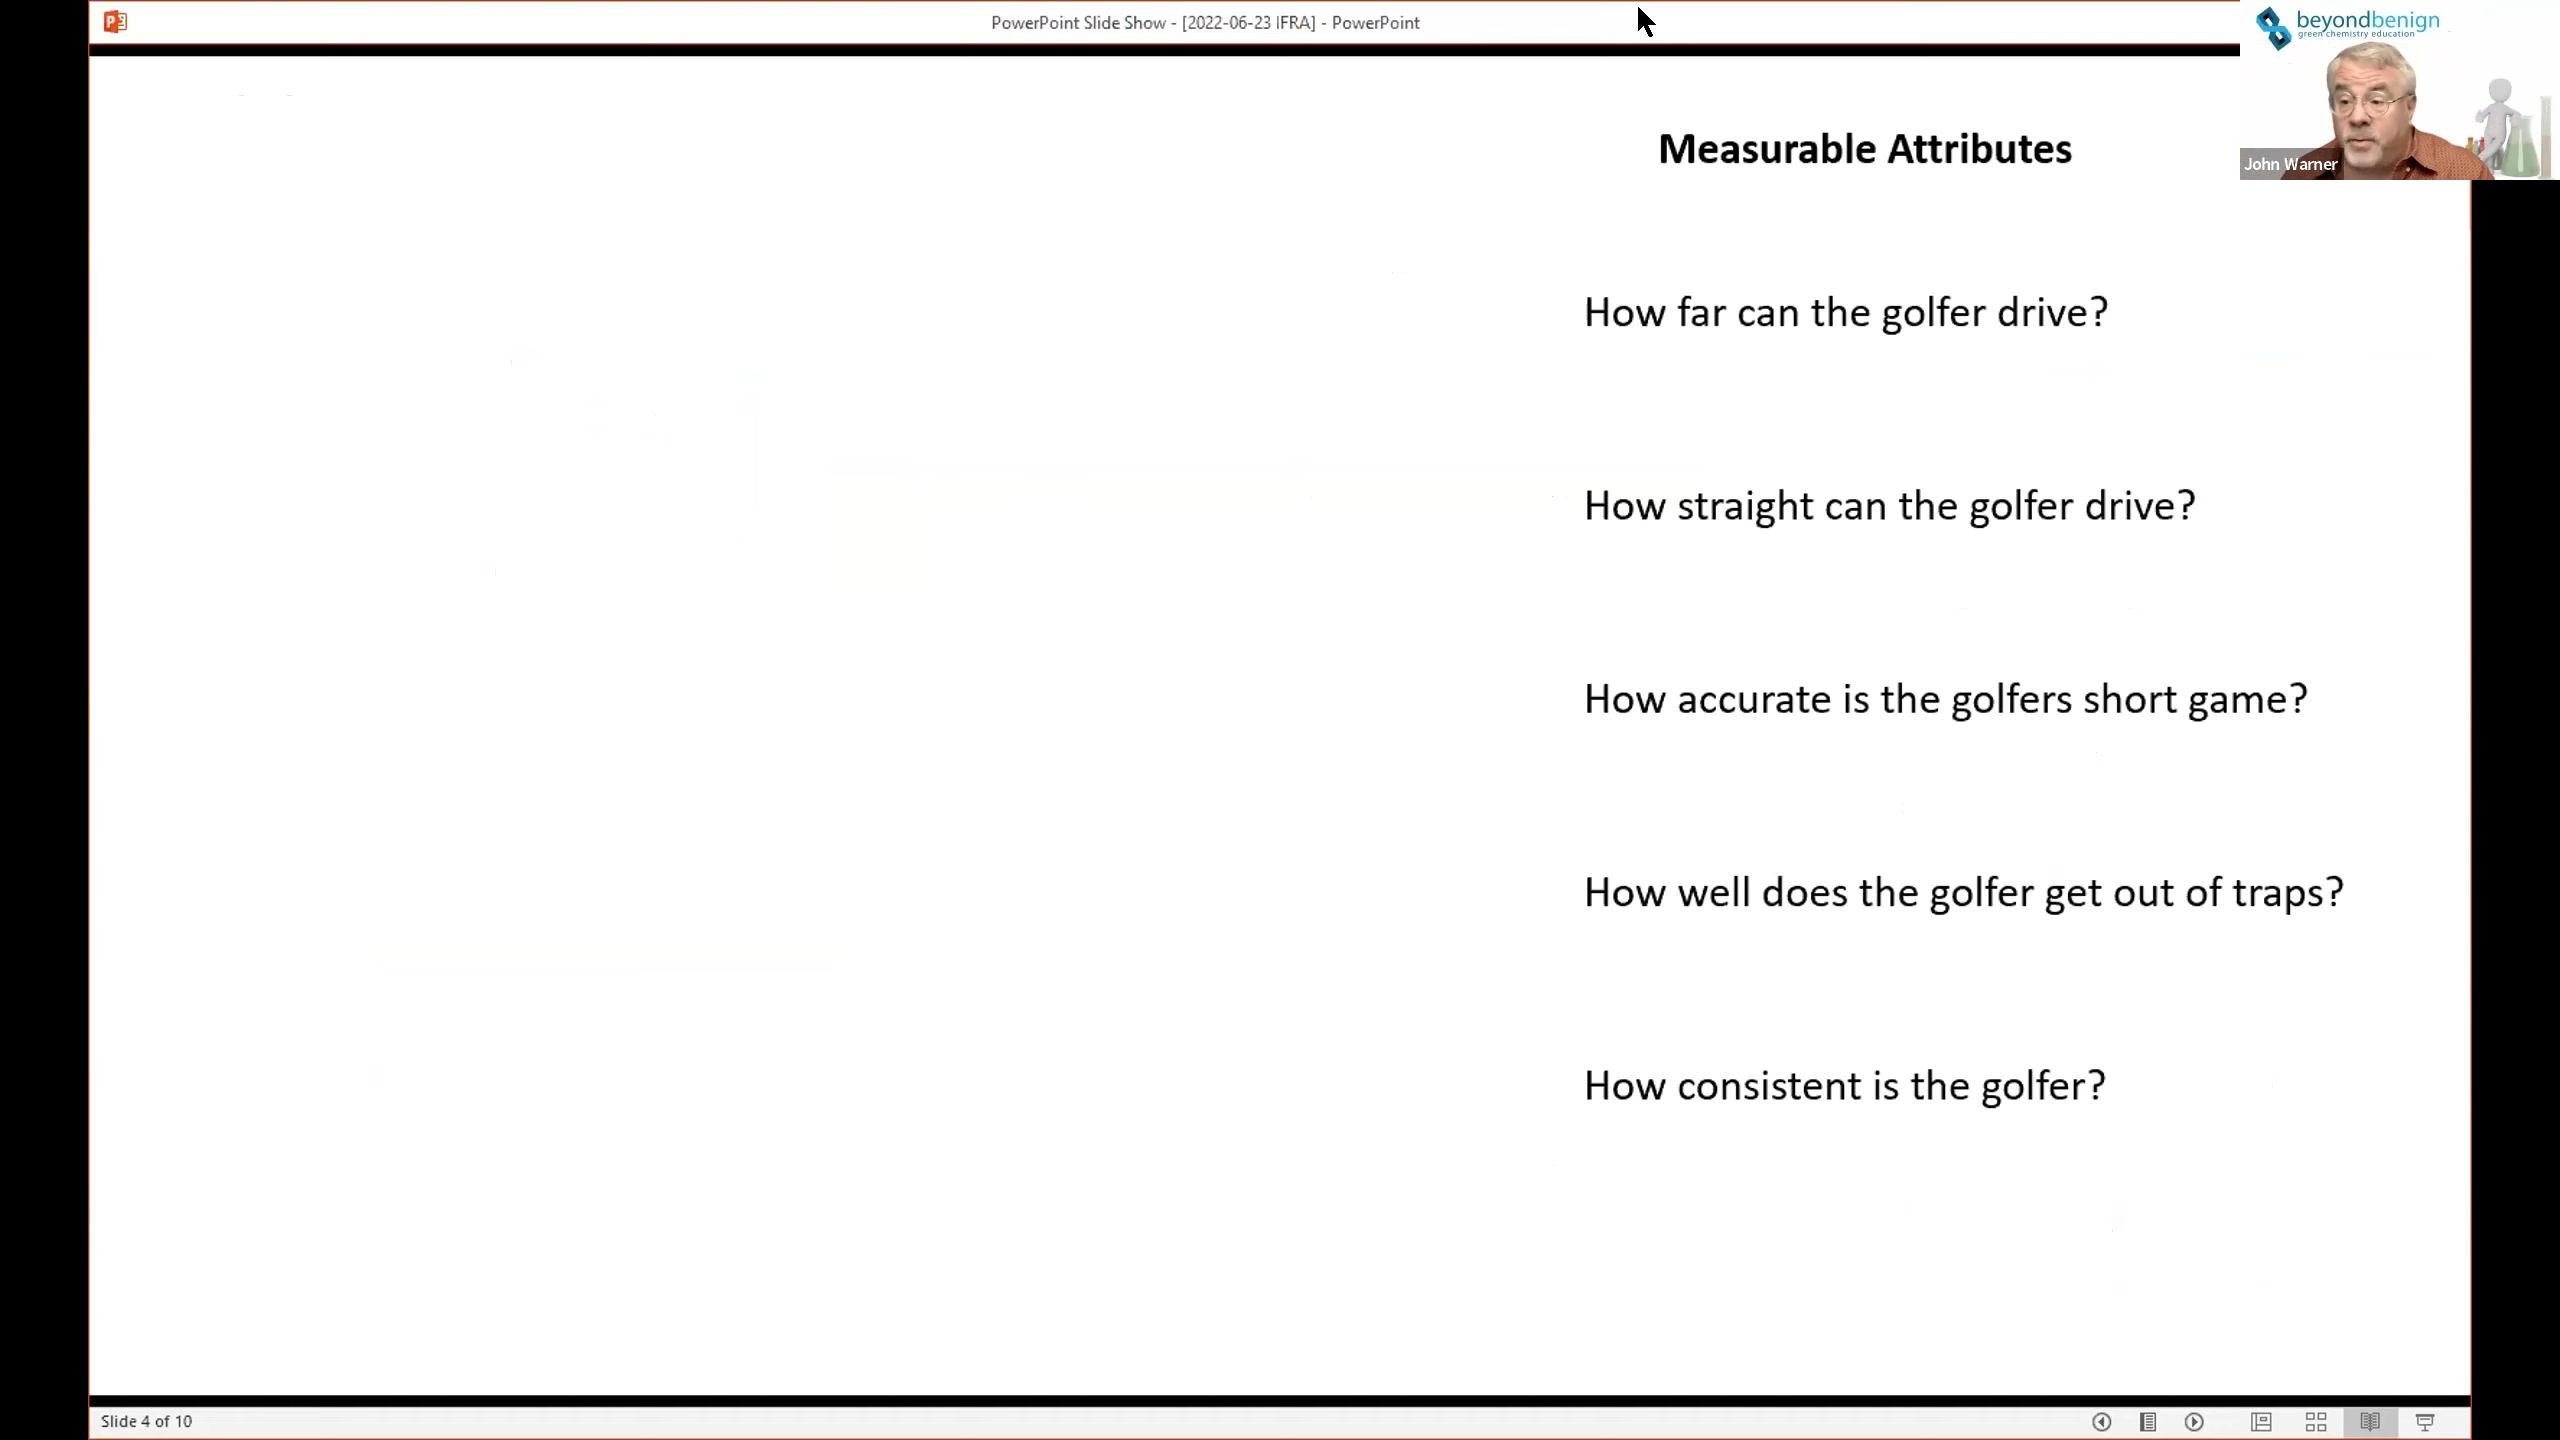 PowerPoint Slide Show - [2022-06-23 IFRA] - PowerPoint
beyondbenign
green chemistry education
John Warner
Measurable Attributes
How far can the golfer drive?
How straight can the golfer drive?
How accurate is the golfers short game?
How well does the golfer get out of traps?
How consistent is the golfer?
Slide 4 of 10